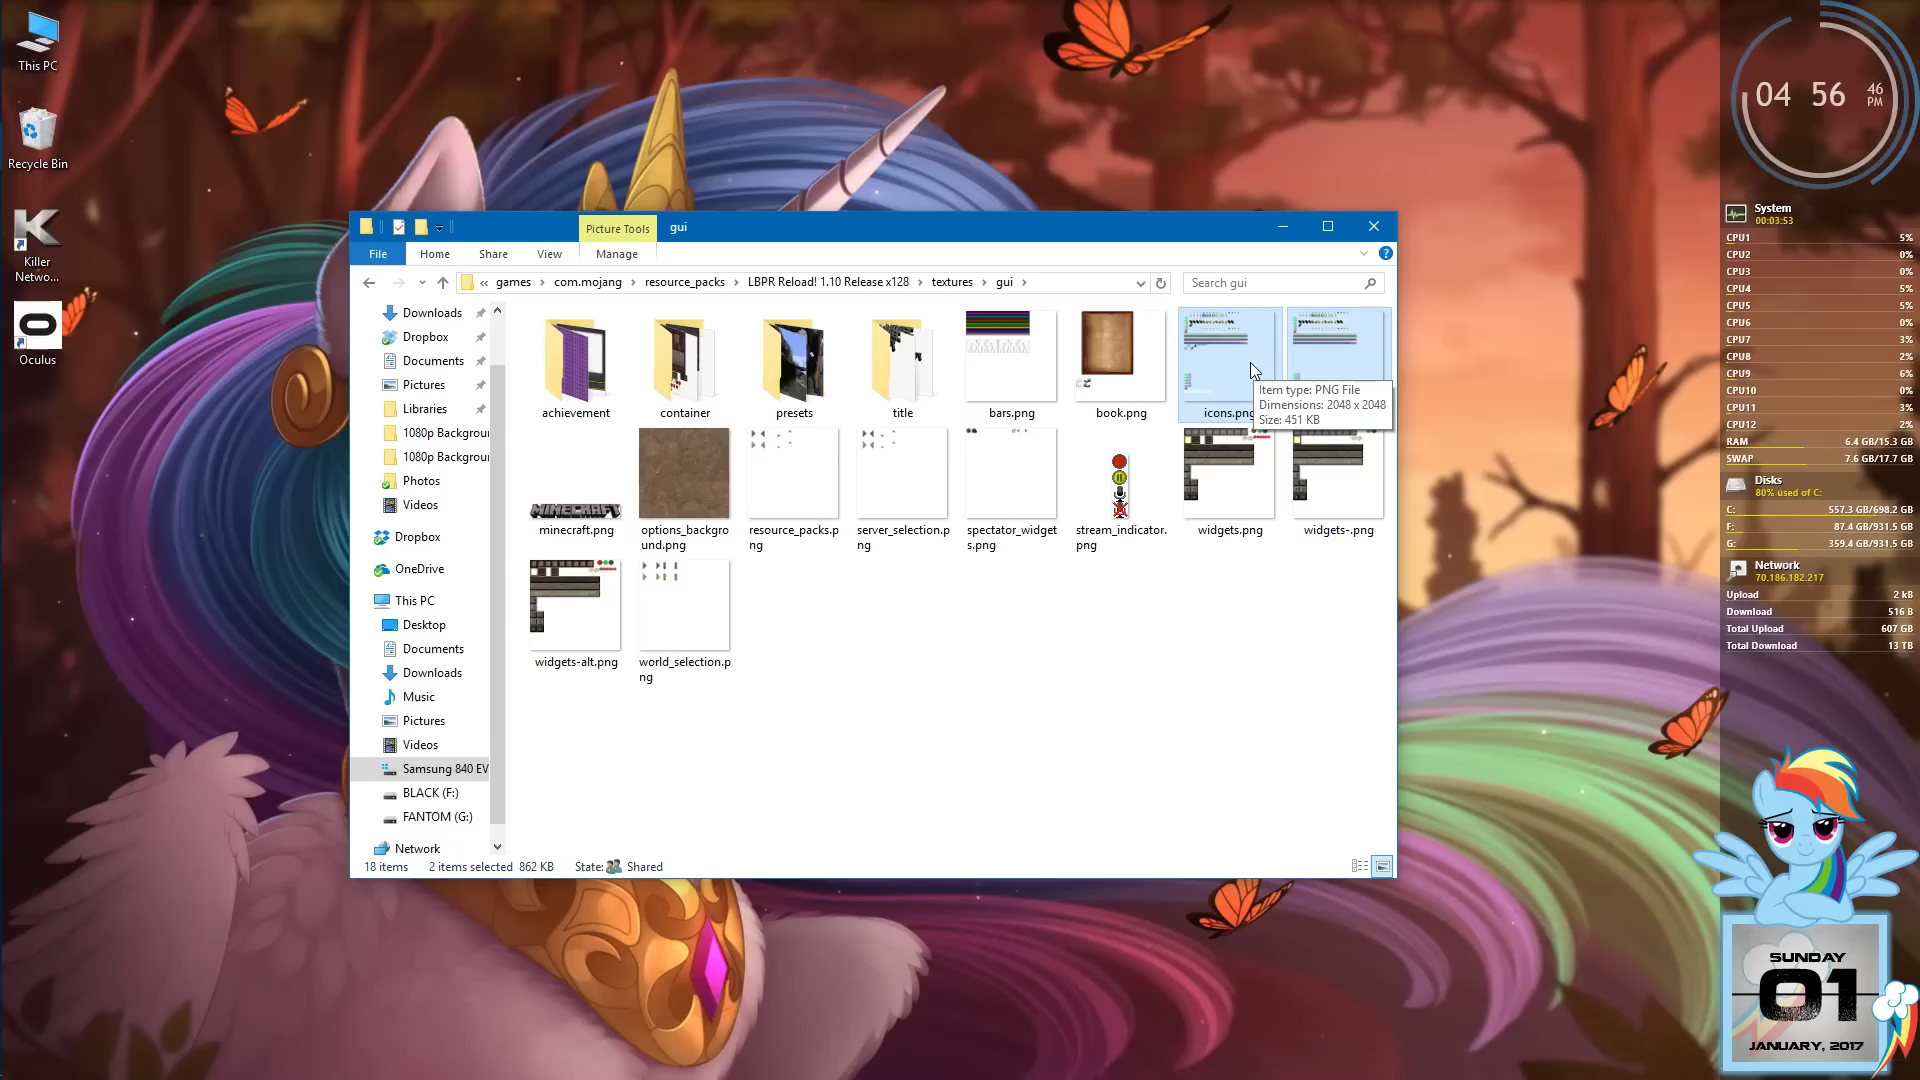 This PC
Recycle Bin
Killer
Netwo...
Oculus
Picture Tools
gui
File
Home
Share
View
Manage
« games > com.mojang > resource_packs > LBPR Reload! 1.10 Release x128 > textures > gui >
Search gui
Downloads
Dropbox
Documents
Pictures
Libraries
1080p Backgrou
1080p Backgrou
Photos
Videos
Dropbox
OneDrive
This PC
Desktop
Documents
Downloads
Music
Pictures
Videos
Samsung 840 EV
BLACK (F:)
FANTOM (G:)
Network
achievement
container
presets
title
bars.png
book.png
icons.png
Item type: PNG File
Dimensions: 2048 x 2048
Size: 451 KB
MINECRAFT
minecraft.png
options_backgro
und.png
resource_packs.p
ng
server_selection.p
ng
spectator_widget
s.png
stream_indicator.
png
widgets.png
widgets-.png
widgets-alt.png
world_selection.p
ng
18 items
2 items selected 862 KB
State: Shared
04 56 46 PM
System
00:03:53
CPU1 5%
CPU2 0%
CPU3 0%
CPU4 5%
CPU5 5%
CPU6 0%
CPU7 3%
CPU8 2%
CPU9 6%
CPU10 0%
CPU11 3%
CPU12 2%
RAM 6.4 GB/15.3 GB
SWAP 7.6 GB/17.7 GB
Disks
80% used of C:
C: 557.3 GB/698.2 GB
F: 87.4 GB/931.5 GB
G: 359.4 GB/931.5 GB
Network
70.186.182.217
Upload 2 kB
Download 516 B
Total Upload 607 GB
Total Download 13 TB
SUNDAY
01
JANUARY, 2017